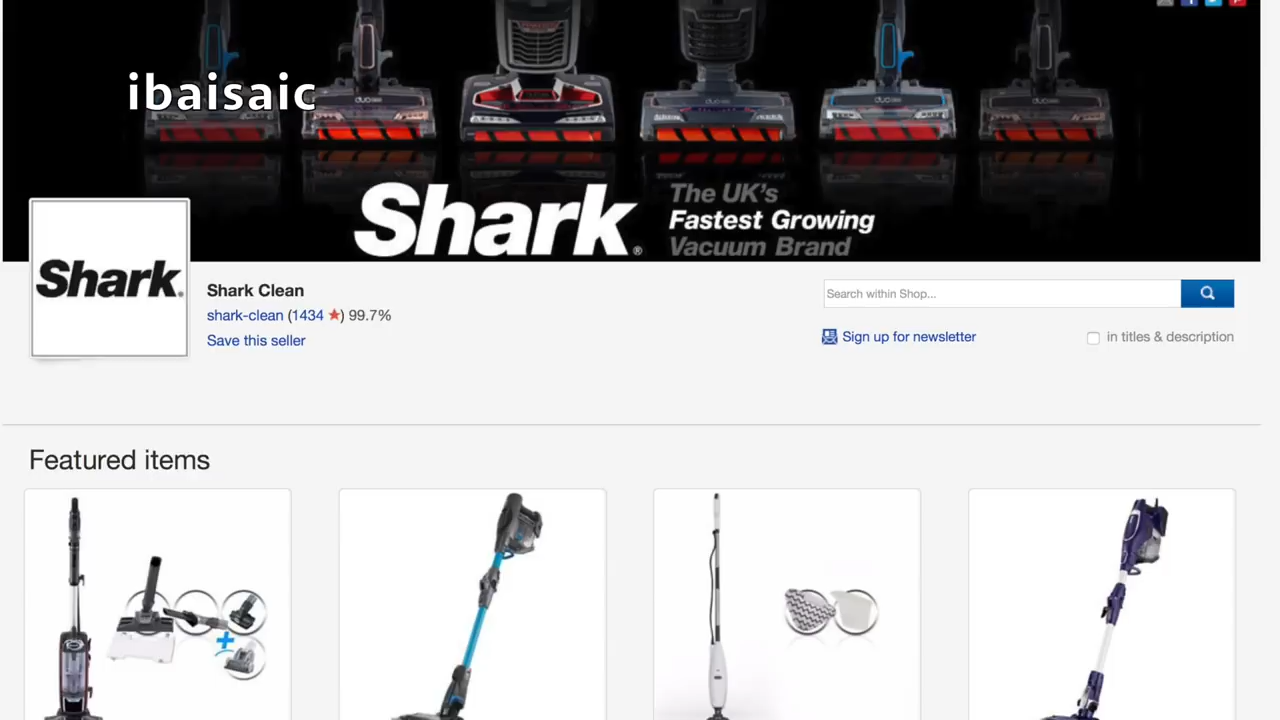 ibaisaic
Shark®
The UK's
Fastest Growing
Vacuum Brand
Shark.
Shark Clean
shark-clean (1434 ★) 99.7%
Save this seller
Search within Shop...
Sign up for newsletter
in titles & description
Featured items